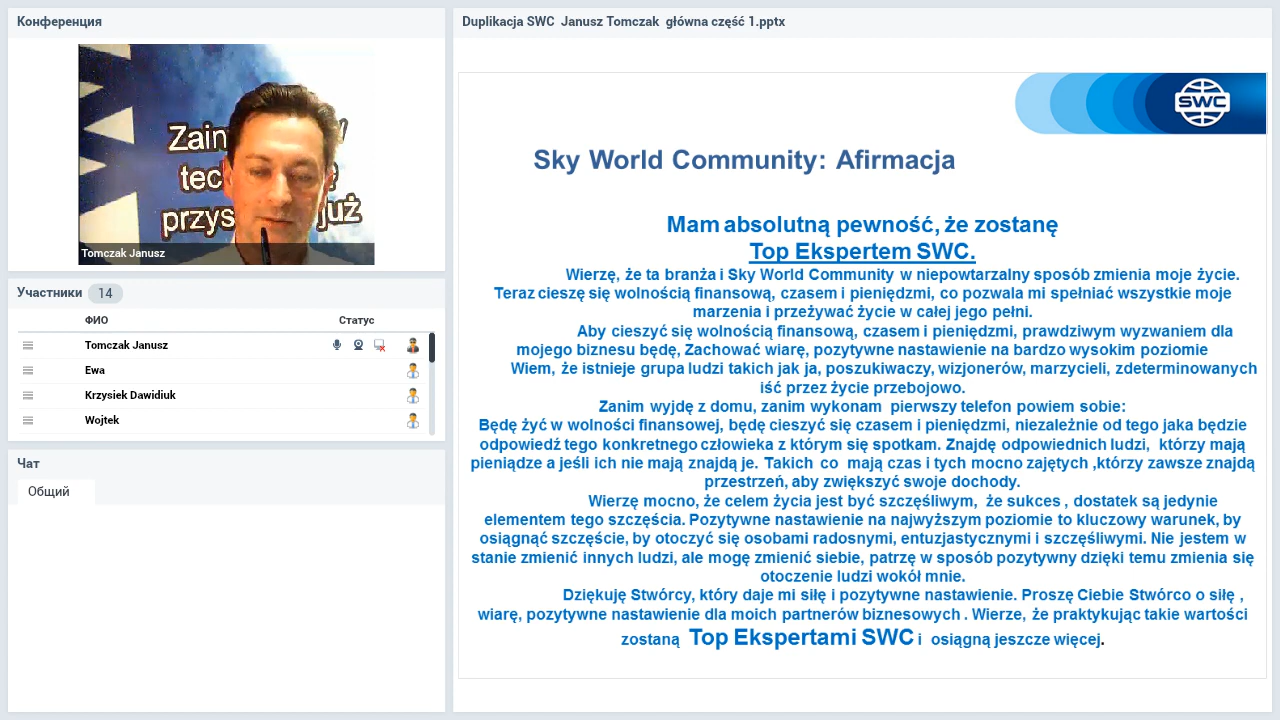 Конференция
Zain
tec
przys już
Tomczak Janusz
Участники 14
ФИО Статус
Tomczak Janusz
Ewa
Krzysiek Dawidiuk
Wojtek
Чат
Общий
Duplikacja SWC Janusz Tomczak główna część 1.pptx
SWC
Sky World Community: Afirmacja
Mam absolutną pewność, że zostanę
Top Ekspertem SWC.
Wierzę, że ta branża i Sky World Community w niepowtarzalny sposób zmienia moje życie.
Teraz cieszę się wolnością finansową, czasem i pieniędzmi, co pozwala mi spełniać wszystkie moje
marzenia i przeżywać życie w całej jego pełni.
Aby cieszyć się wolnością finansową, czasem i pieniędzmi, prawdziwym wyzwaniem dla
mojego biznesu będę, Zachować wiarę, pozytywne nastawienie na bardzo wysokim poziomie
Wiem, że istnieje grupa ludzi takich jak ja, poszukiwaczy, wizjonerów, marzycieli, zdeterminowanych
iść przez życie przebojowo.
Zanim wyjdę z domu, zanim wykonam pierwszy telefon powiem sobie:
Będę żyć w wolności finansowej, będę cieszyć się czasem i pieniędzmi, niezależnie od tego jaka będzie
odpowiedź tego konkretnego człowieka z którym się spotkam. Znajdę odpowiednich ludzi, którzy mają
pieniądze a jeśli ich nie mają znajdą je. Takich co mają czas i tych mocno zajętych ,którzy zawsze znajdą
przestrzeń, aby zwiększyć swoje dochody.
Wierzę mocno, że celem życia jest być szczęśliwym, że sukces , dostatek są jedynie
elementem tego szczęścia. Pozytywne nastawienie na najwyższym poziomie to kluczowy warunek, by
osiągnąć szczęście, by otoczyć się osobami radosnymi, entuzjastycznymi i szczęśliwymi. Nie jestem w
stanie zmienić innych ludzi, ale mogę zmienić siebie, patrzę w sposób pozytywny dzięki temu zmienia się
otoczenie ludzi wokół mnie.
Dziękuję Stwórcy, który daje mi siłę i pozytywne nastawienie. Proszę Ciebie Stwórco o siłę ,
wiarę, pozytywne nastawienie dla moich partnerów biznesowych . Wierze, że praktykując takie wartości
zostaną Top Ekspertami SWC i osiągną jeszcze więcej.